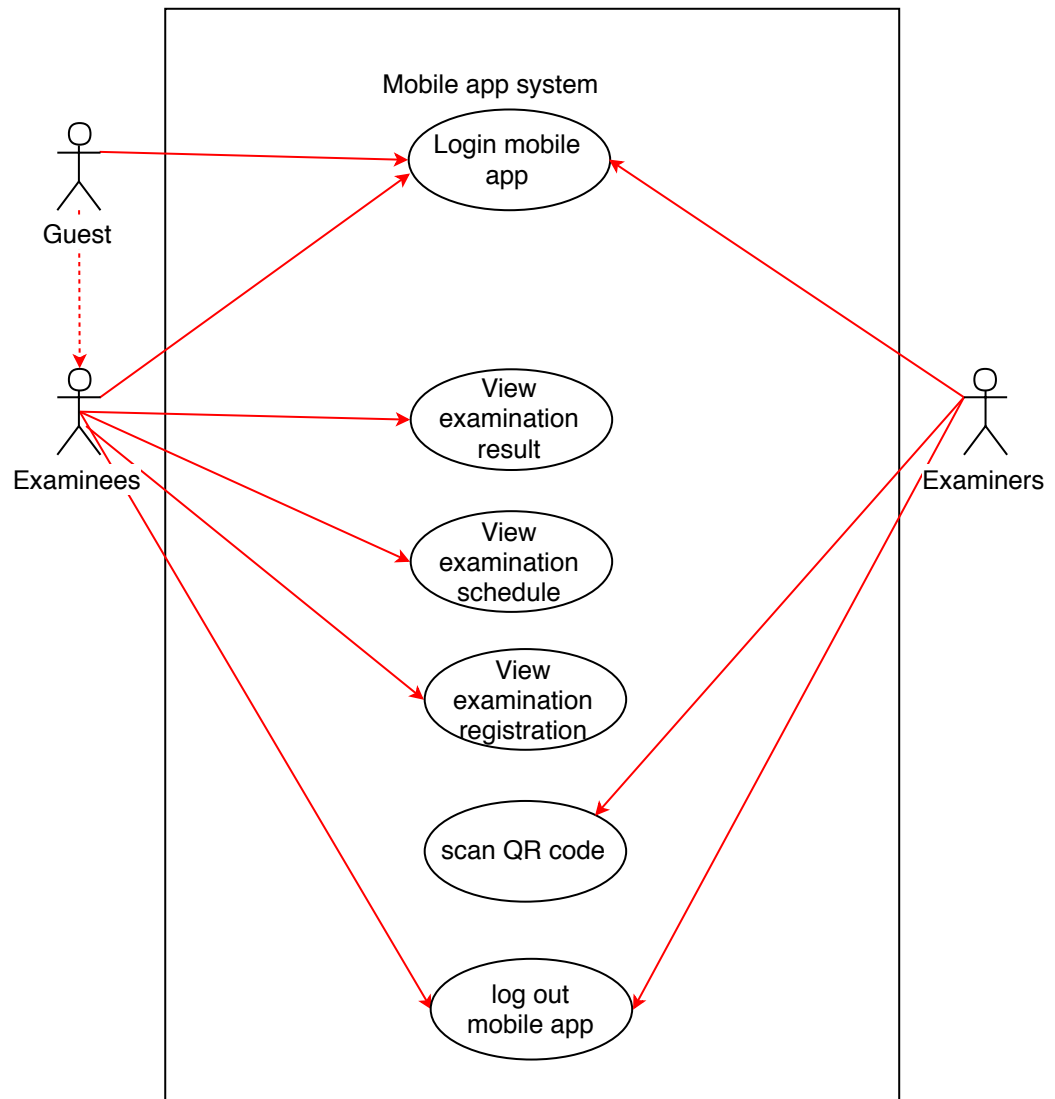 Mobile app system
Login mobile
app
Guest
View
examination
result
Examinees
Examiners
View
examination
schedule
View
examination
registration
scan QR code
log out
mobile app